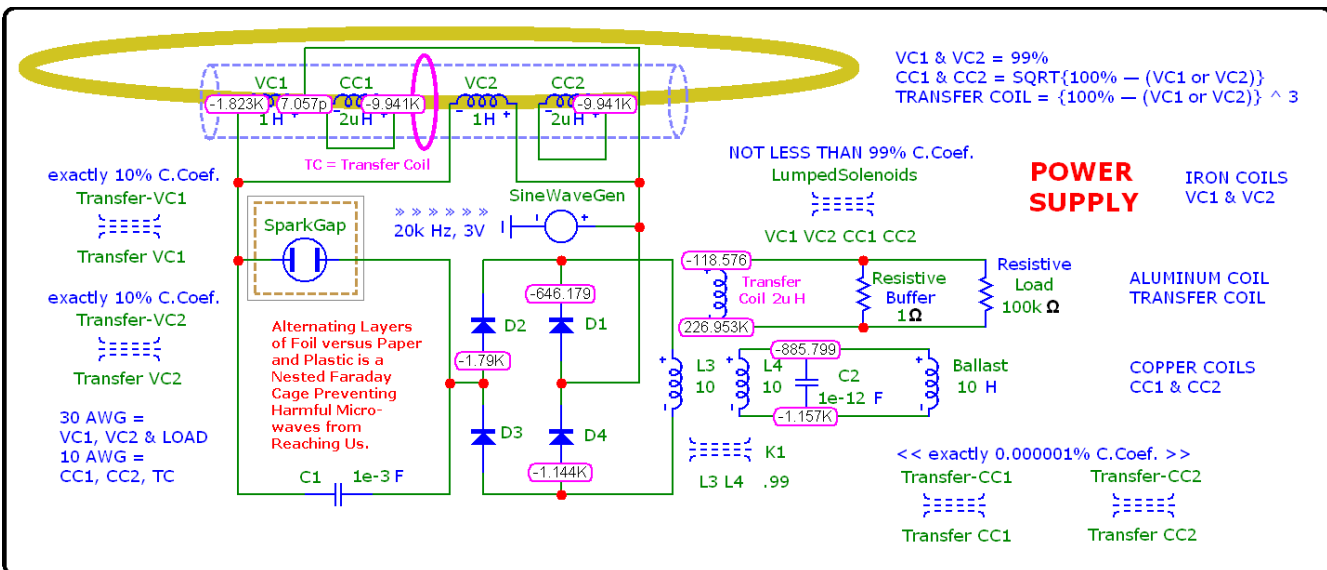 VC1 & VC2 = 99%
CC1 & CC2 = SQRT{100% — (VC1 or VC2)}
TRANSFER COIL = {100% — (VC1 or VC2)} ^ 3
VC1
CC1
VC2
CC2
-1.823K
7.057p
-9.941K
-9.941K
1 H
2u H
1 H
2u H
TC = Transfer Coil
exactly 10% C.Coef.
Transfer-VC1
Transfer VC1
exactly 10% C.Coef.
Transfer-VC2
Transfer VC2
30 AWG =
VC1, VC2 & LOAD
10 AWG =
CC1, CC2, TC
SparkGap
» » » » » »
20k Hz, 3V
SineWaveGen
Alternating Layers
of Foil versus Paper
and Plastic is a
Nested Faraday
Cage Preventing
Harmful Micro-
waves from
Reaching Us.
C1
1e-3 F
D2
D1
D3
D4
-646.179
-1.79K
-1.144K
NOT LESS THAN 99% C.Coef.
LumpedSolenoids
VC1 VC2 CC1 CC2
POWER
SUPPLY
IRON COILS
VC1 & VC2
-118.576
Transfer
Coil 2u H
226.953K
Resistive
Buffer
1Ω
Resistive
Load
100k Ω
ALUMINUM COIL
TRANSFER COIL
L3
10
L4
10
-885.799
C2
1e-12 F
-1.157K
Ballast
10 H
COPPER COILS
CC1 & CC2
K1
L3 L4 .99
<< exactly 0.000001% C.Coef. >>
Transfer-CC1
Transfer CC1
Transfer-CC2
Transfer CC2